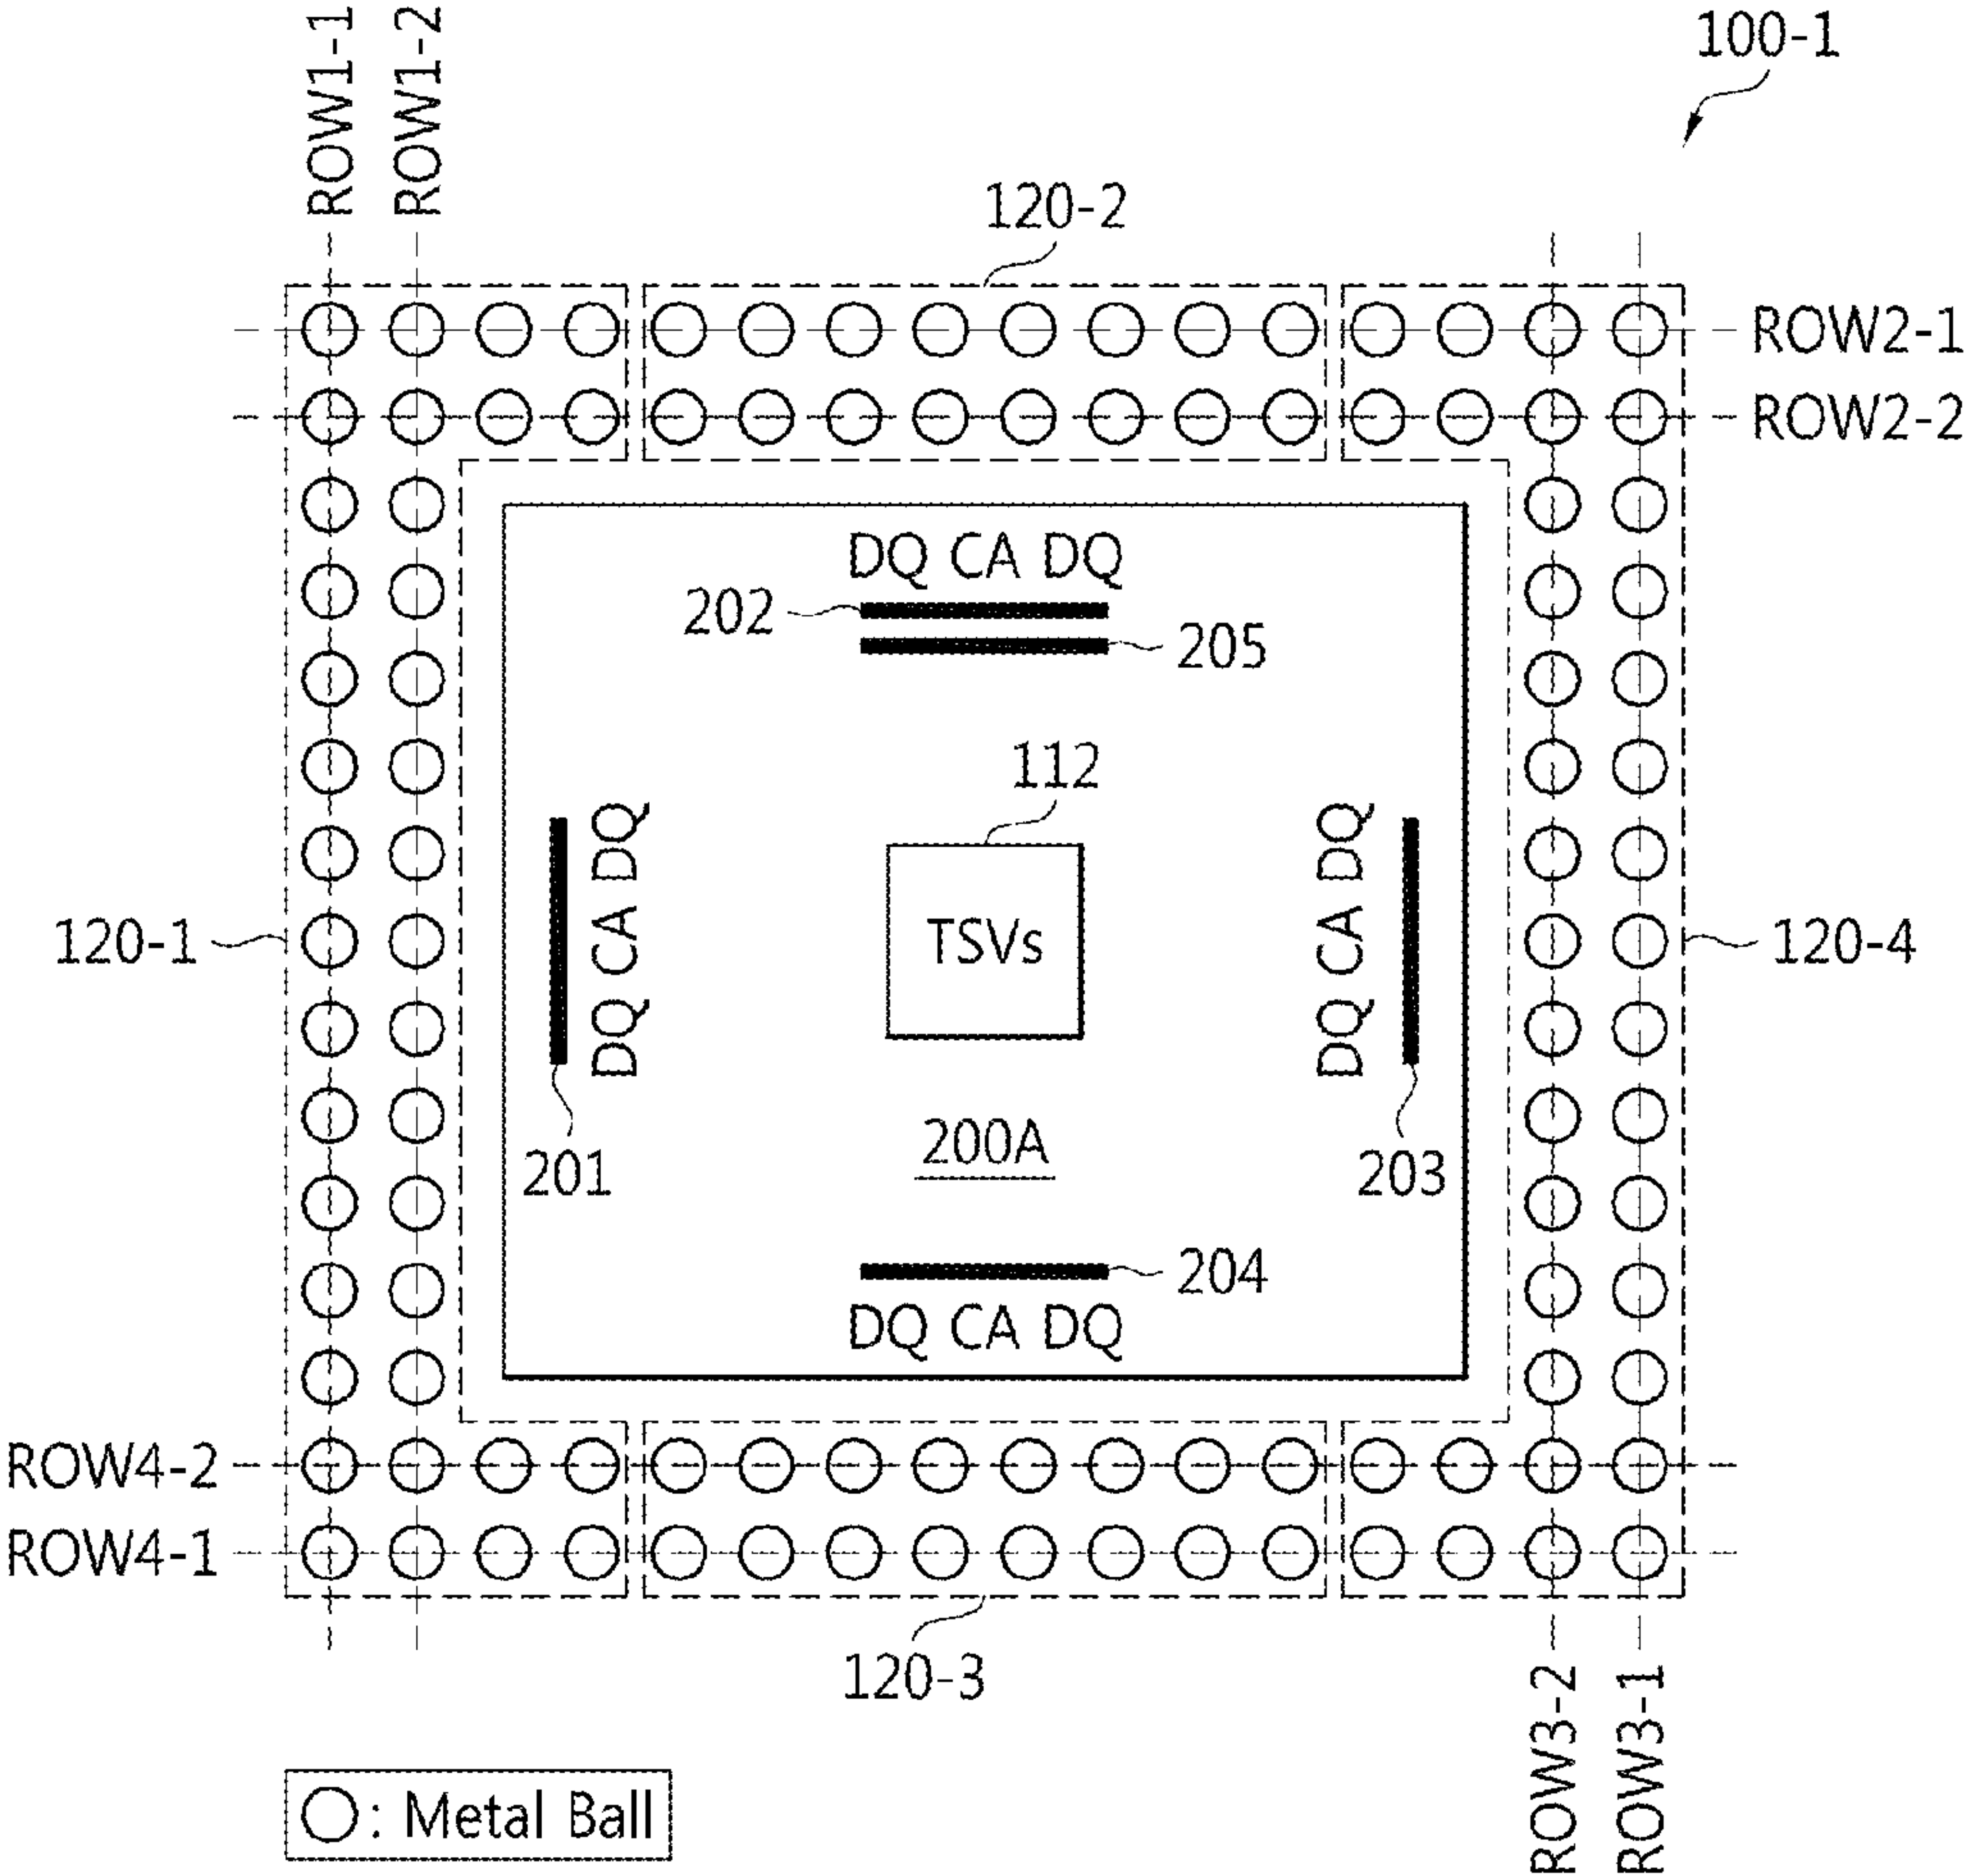 ROW1-1
ROW1-2
100-1
120-2
ROW2-1
ROW2-2
DQ CA DQ
202
205
112
DQ CA DQ
TSVs
DQ CA DQ
120-1
120-4
201
200A
203
204
DQ CA DQ
ROW4-2
ROW4-1
120-3
ROW3-2
ROW3-1
: Metal Ball